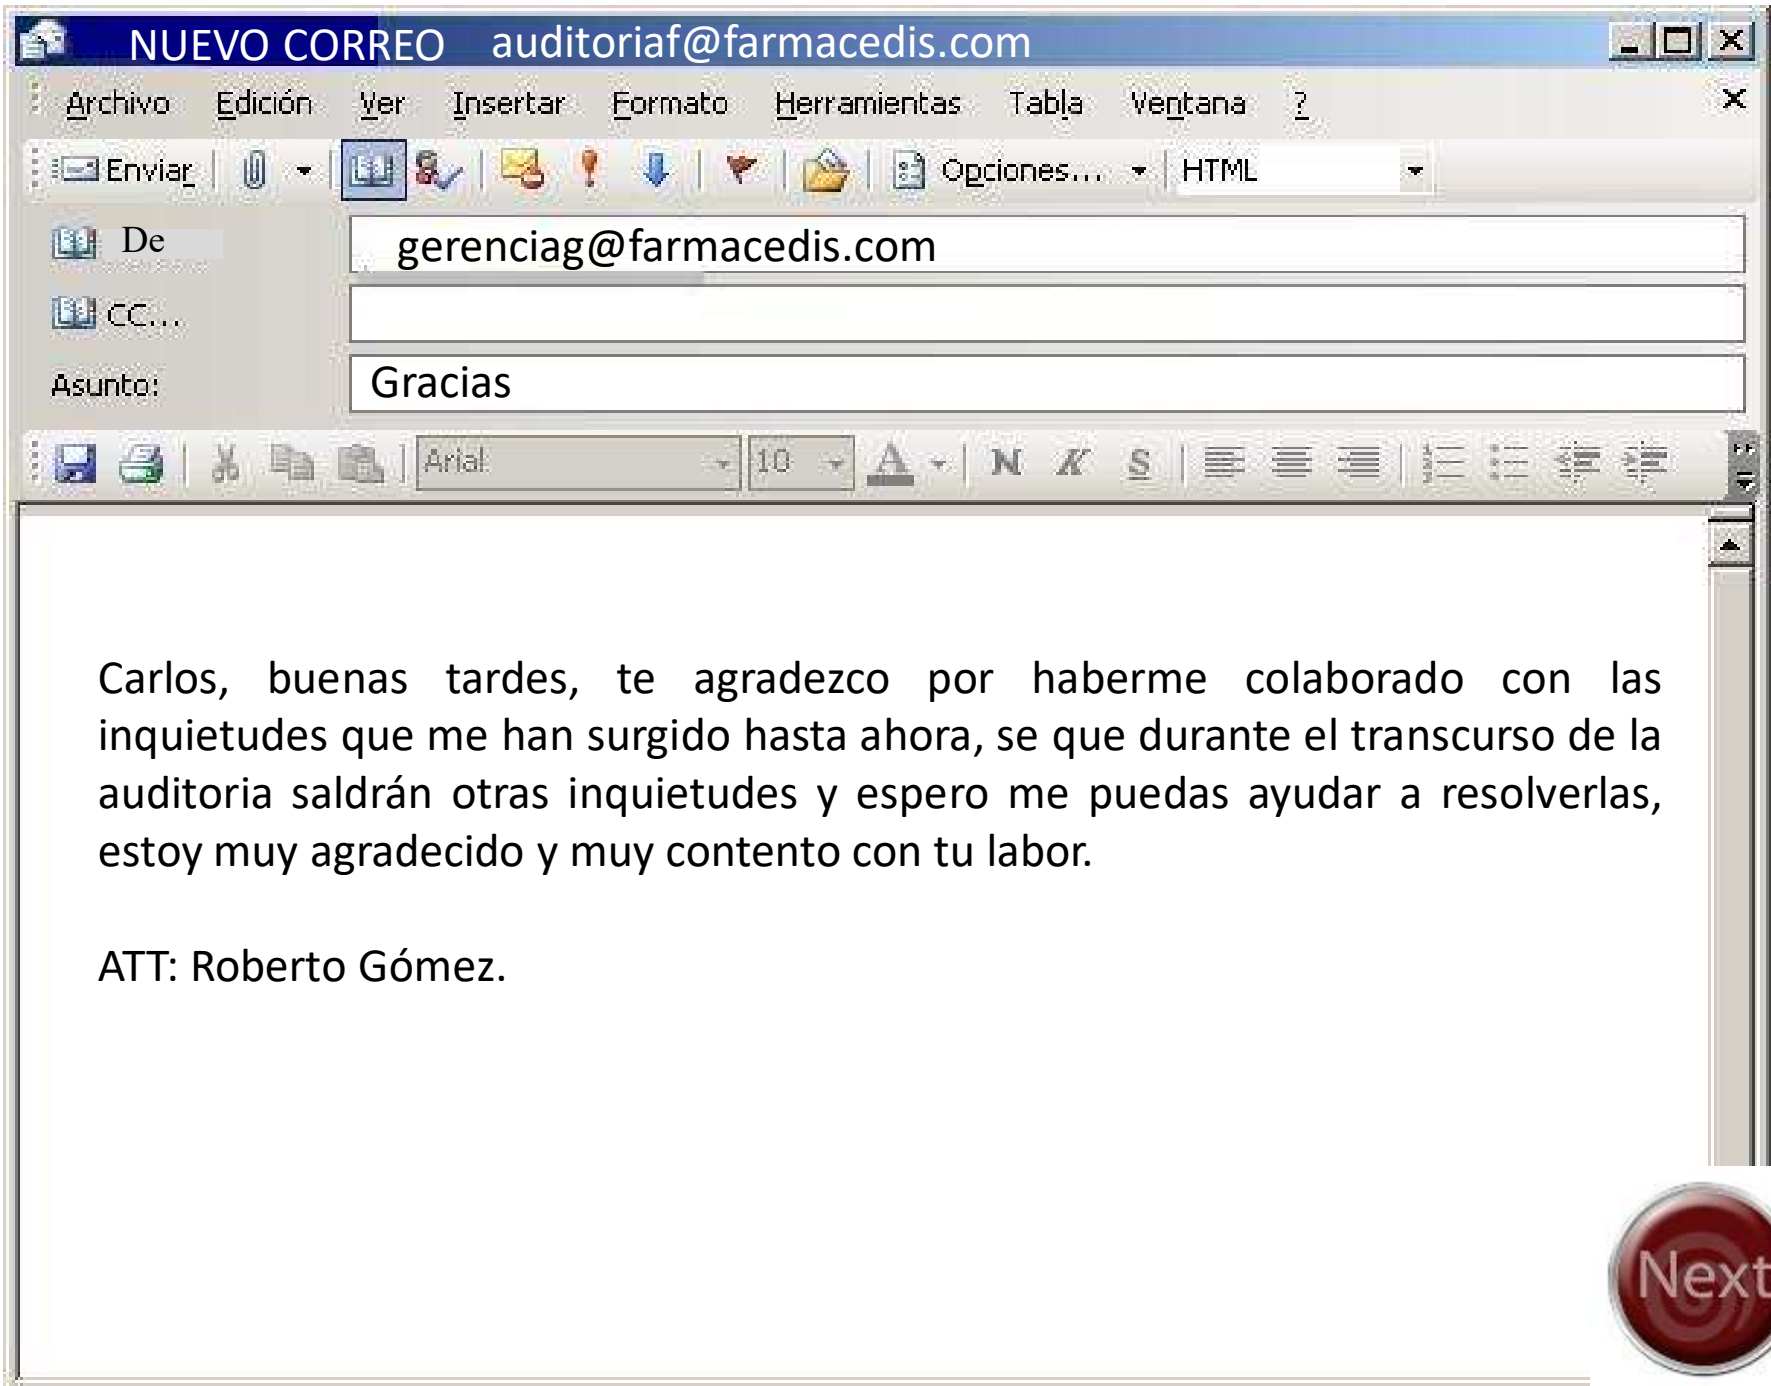 NUEVO CORREO auditoriaf@farmacedis.com
Archivo Edición Ver Insertar Formato Herramientas Tabla Ventana ?
Enviar Opciones... HTML
De gerenciag@farmacedis.com
CC...
Asunto: Gracias
Arial 10 A N K S
Carlos, buenas tardes, te agradezco por haberme colaborado con las
inquietudes que me han surgido hasta ahora, se que durante el transcurso de la
auditoria saldrán otras inquietudes y espero me puedas ayudar a resolverlas,
estoy muy agradecido y muy contento con tu labor.
ATT: Roberto Gómez.
Next